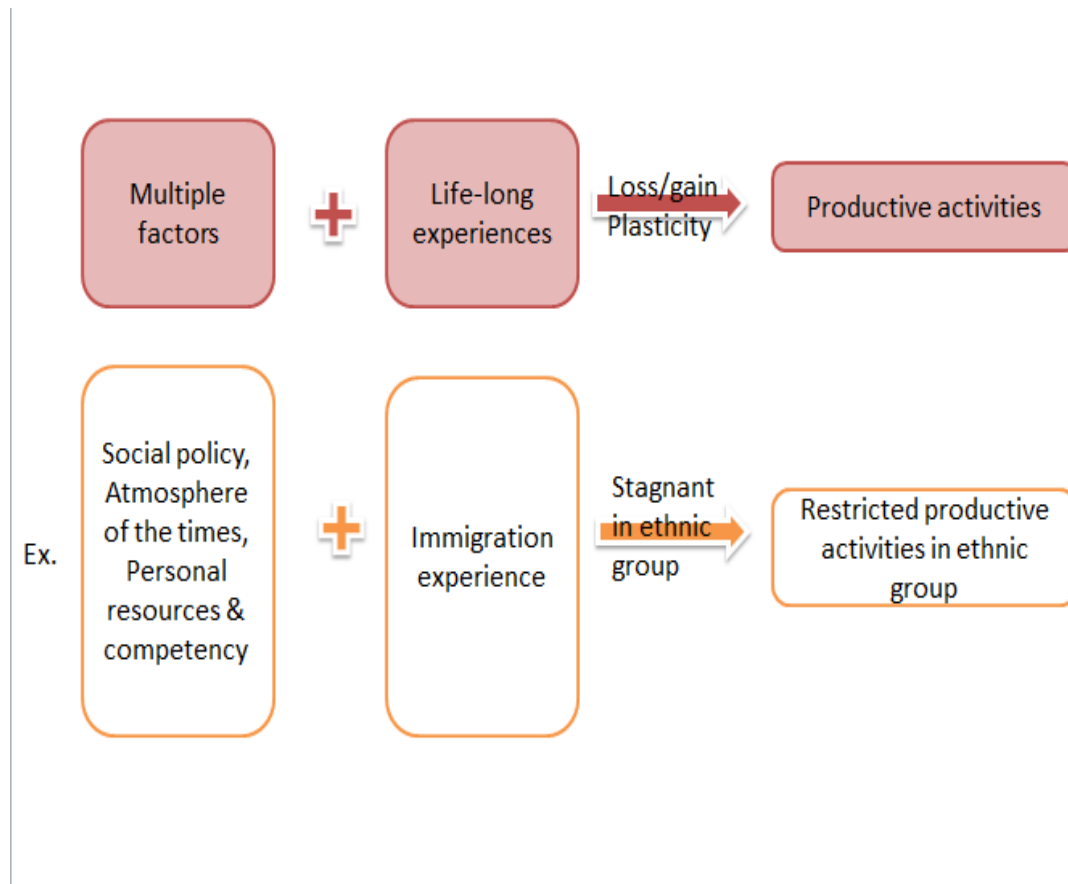 Multiple
factors
Life-long
experiences
Loss/gain
Plasticity
Productive activities
Ex.
Social policy,
Atmosphere
of the times,
Personal
resources &
competency
Immigration
experience
Stagnant
in ethnic
group
Restricted productive
activities in ethnic
group